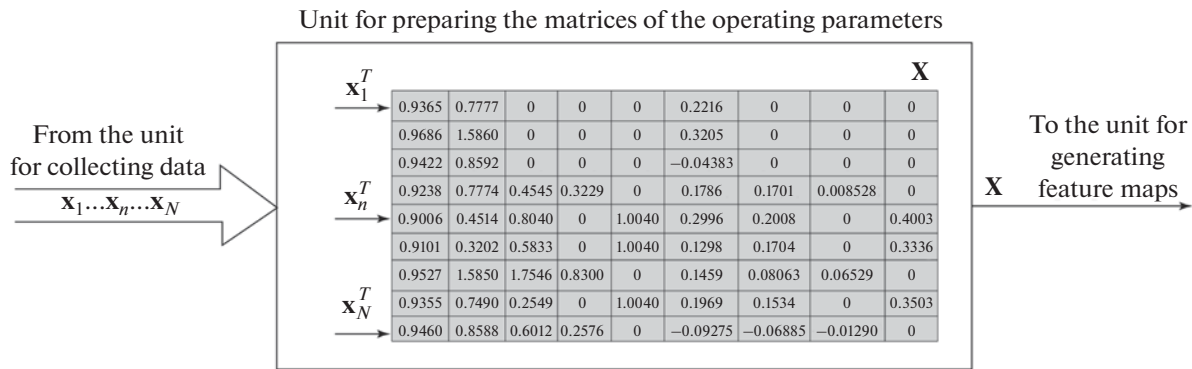 Unit for preparing the matrices of the operating parameters
X
x_1^T
0.9365 0.7777 0 0 0 0.2216 0 0 0
0.9686 1.5860 0 0 0 0.3205 0 0 0
0.9422 0.8592 0 0 0 −0.04383 0 0 0
x_n^T
0.9238 0.7774 0.4545 0.3229 0 0.1786 0.1701 0.008528 0
0.9006 0.4514 0.8040 0 1.0040 0.2996 0.2008 0 0.4003
0.9101 0.3202 0.5833 0 1.0040 0.1298 0.1704 0 0.3336
0.9527 1.5850 1.7546 0.8300 0 0.1459 0.08063 0.06529 0
x_N^T
0.9355 0.7490 0.2549 0 1.0040 0.1969 0.1534 0 0.3503
0.9460 0.8588 0.6012 0.2576 0 −0.09275 −0.06885 −0.01290 0
From the unit
for collecting data
x_1...x_n...x_N
To the unit for
generating
feature maps
X